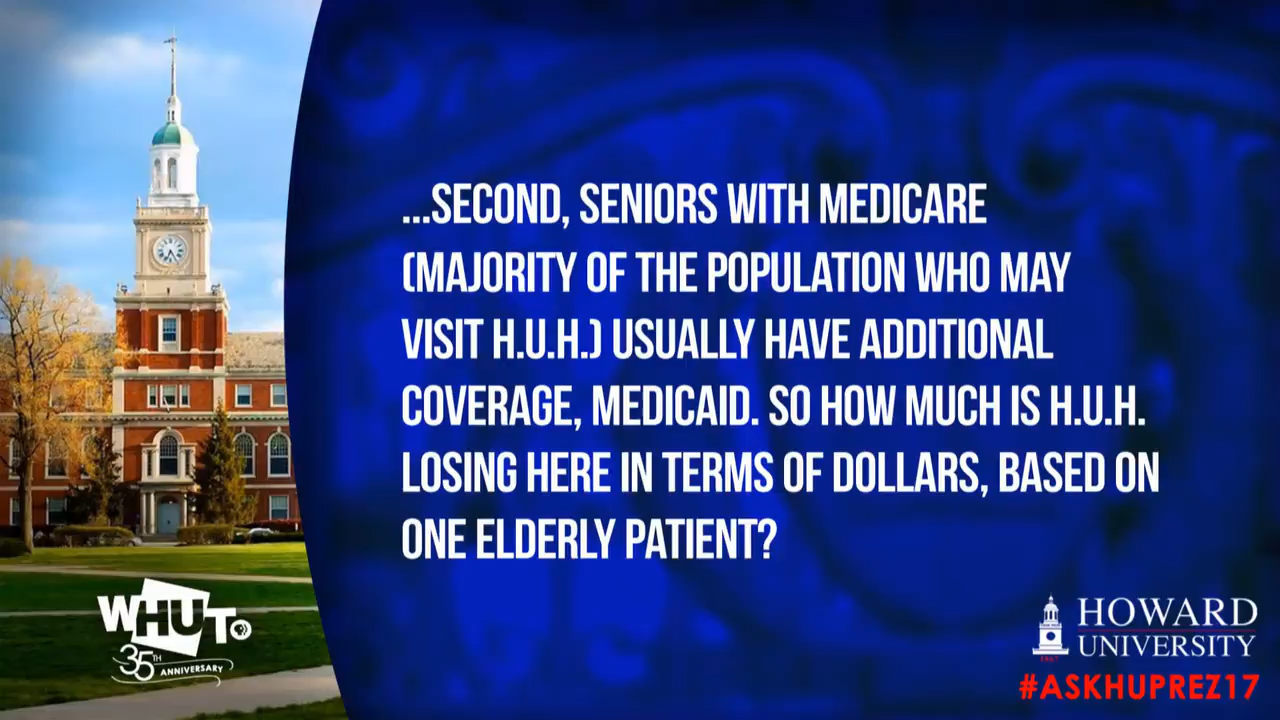 ...SECOND, SENIORS WITH MEDICARE
(MAJORITY OF THE POPULATION WHO MAY
VISIT H.U.H.) USUALLY HAVE ADDITIONAL
COVERAGE, MEDICAID. SO HOW MUCH IS H.U.H.
LOSING HERE IN TERMS OF DOLLARS, BASED ON
ONE ELDERLY PATIENT?
WHUT
35TH ANNIVERSARY
HOWARD
UNIVERSITY
1867
#ASKHUPREZ17